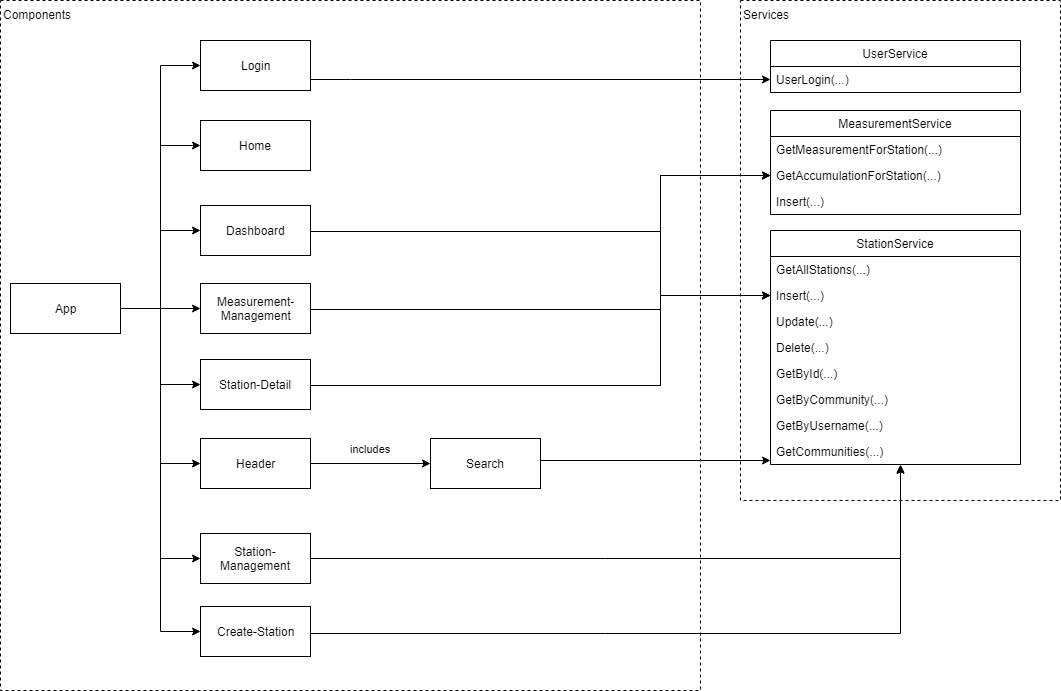 Components
Login
Home
Dashboard
App
Measurement-
Management
Station-Detail
Header
includes
Search
Station-
Management
Create-Station
Services
UserService
UserLogin(...)
MeasurementService
GetMeasurementForStation(...)
GetAccumulationForStation(...)
Insert(...)
StationService
GetAllStations(...)
Insert(...)
Update(...)
Delete(...)
GetById(...)
GetByCommunity(...)
GetByUsername(...)
GetCommunities(...)